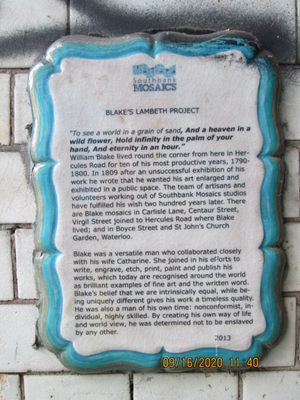 Southbank
MOSAICS
BLAKE'S LAMBETH PROJECT
"To see a world in a grain of sand, And a heaven in a
wild flower, Hold infinity in the palm of your
hand, And eternity in an hour."
William Blake lived round the corner from here in Her-
cules Road for ten of his most productive years, 1790-
1800. In 1809 after an unsuccessful exhibition of his
work he wrote that he wanted his art enlarged and
exhibited in a public space. The team of artisans and
volunteers working out of Southbank Mosaics studios
have fulfilled his wish two hundred years later. There
are Blake mosaics in Carlisle Lane, Centaur Street,
Virgil Street joined to Hercules Road where Blake
lived; and in Boyce Street and St John's Church
Garden, Waterloo.
Blake was a versatile man who collaborated closely
with his wife Catharine. She joined in his efforts to
write, engrave, etch, print, paint and publish his
works, which today are recognised around the world
as brilliant examples of fine art and the written word.
Blake's belief that we are intrinsically equal, while be-
ing uniquely different gives his work a timeless quality.
He was also a man of his own time: nonconformist, in-
dividual, highly skilled. By creating his own way of life
and world view, he was determined not to be enslaved
by any other.
2013
09/16/2020 11:40